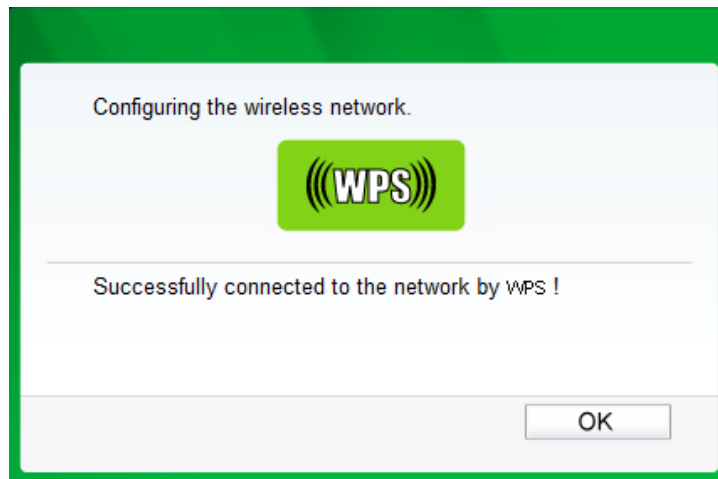 Configuring the wireless network.
(((WPS)))
Successfully connected to the network by WPS !
OK